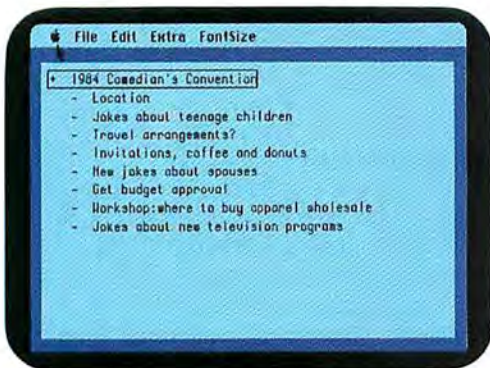 File Edit Extra FontSize
+ 1984 Comedian's Convention
- Location
- Jokes about teenage children
- Travel arrangements?
- Invitations, coffee and donuts
- New jokes about spouses
- Get budget approval
- Workshop:where to buy apparel wholesale
- Jokes about new television programs